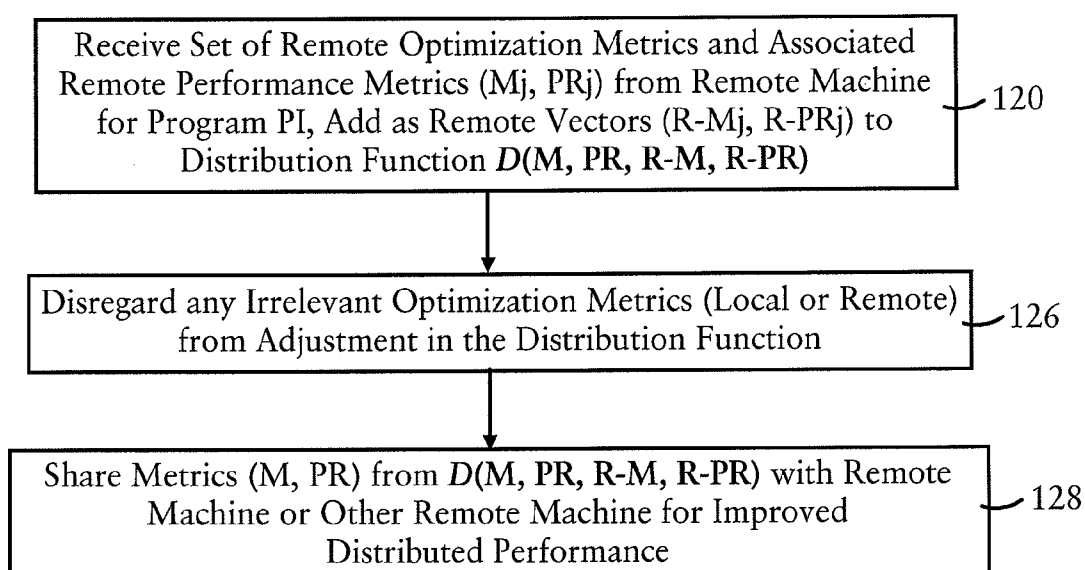 Receive Set of Remote Optimization Metrics and Associated
Remote Performance Metrics (Mj, PRj) from Remote Machine
for Program PI, Add as Remote Vectors (R-Mj, R-PRj) to
Distribution Function D(M, PR, R-M, R-PR)
120
Disregard any Irrelevant Optimization Metrics (Local or Remote)
from Adjustment in the Distribution Function
126
Share Metrics (M, PR) from D(M, PR, R-M, R-PR) with Remote
Machine or Other Remote Machine for Improved
Distributed Performance
128